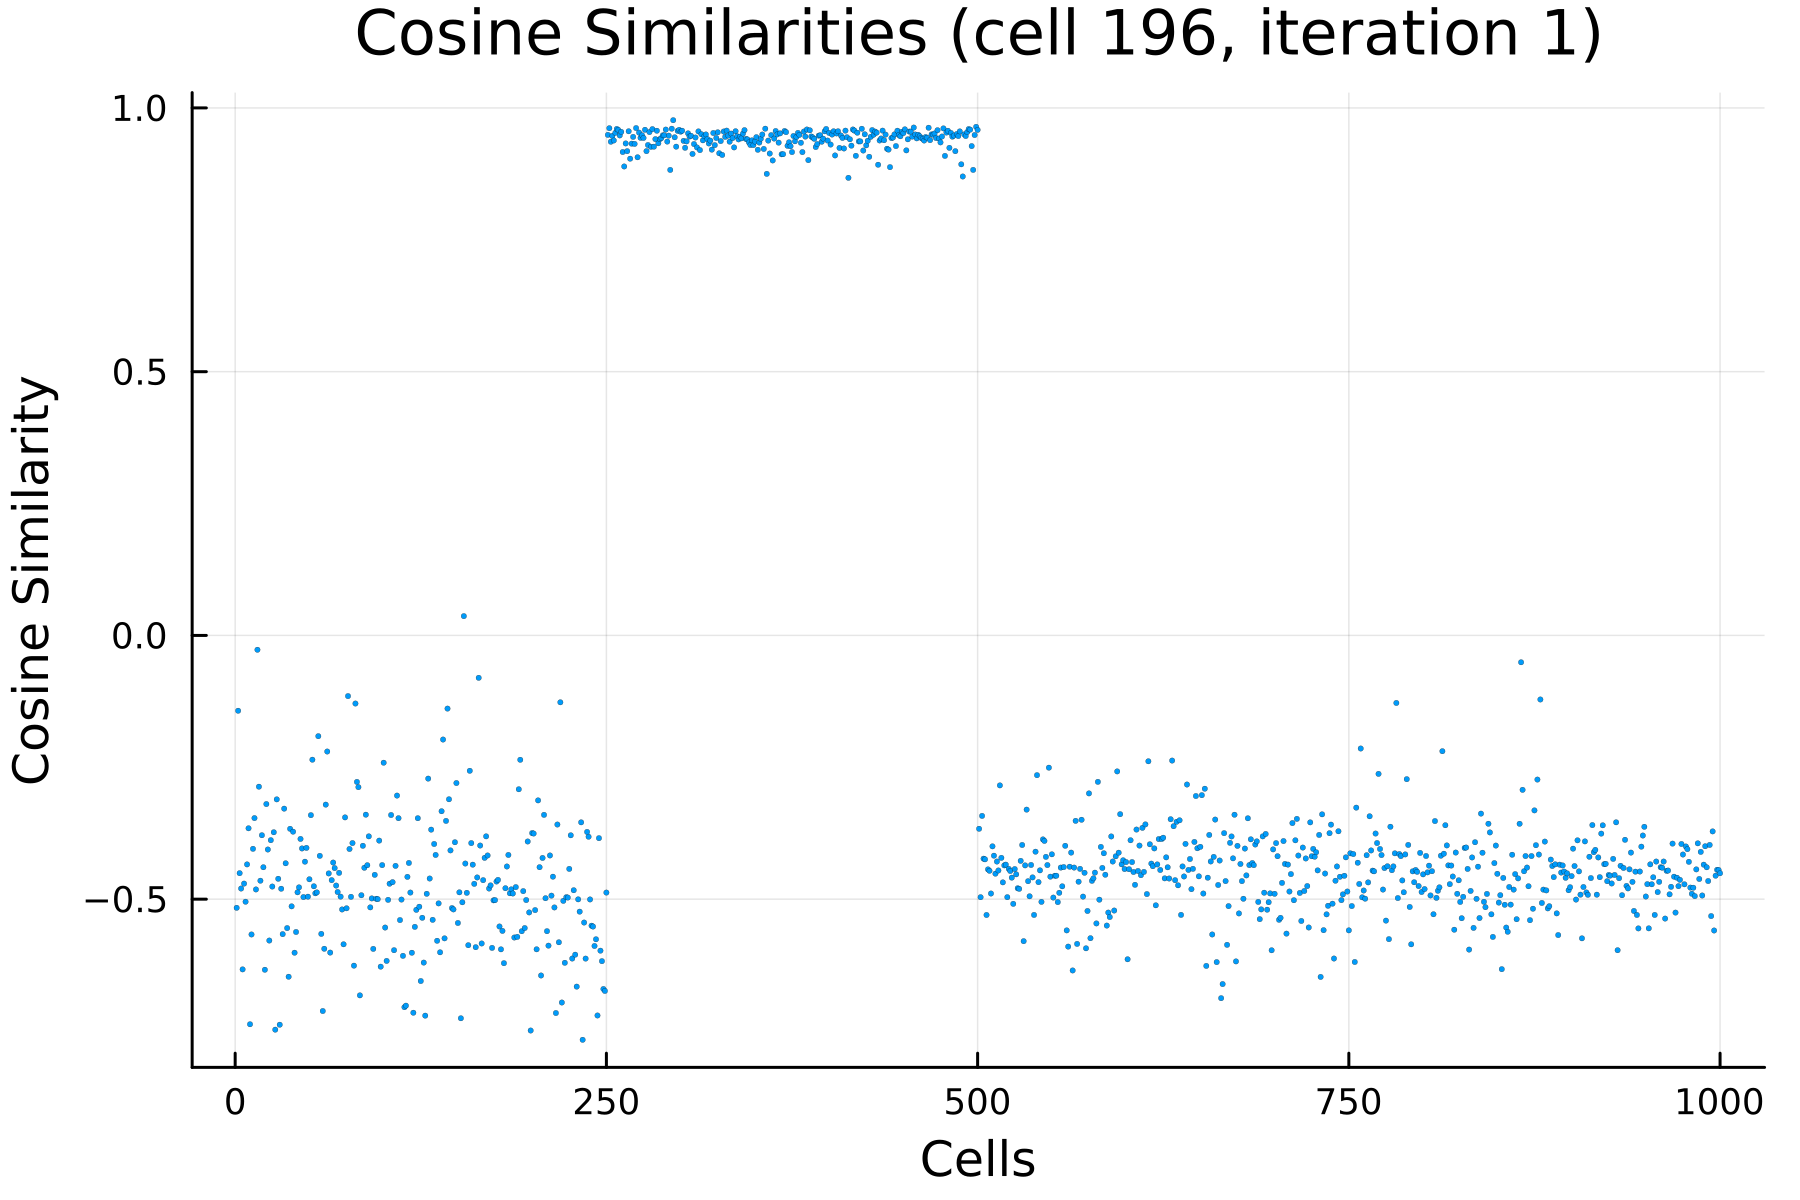 Cosine Similarities (cell 196, iteration 1)
1.0
0.5
0.0
−0.5
Cosine Similarity
0 250 500 750 1000
Cells